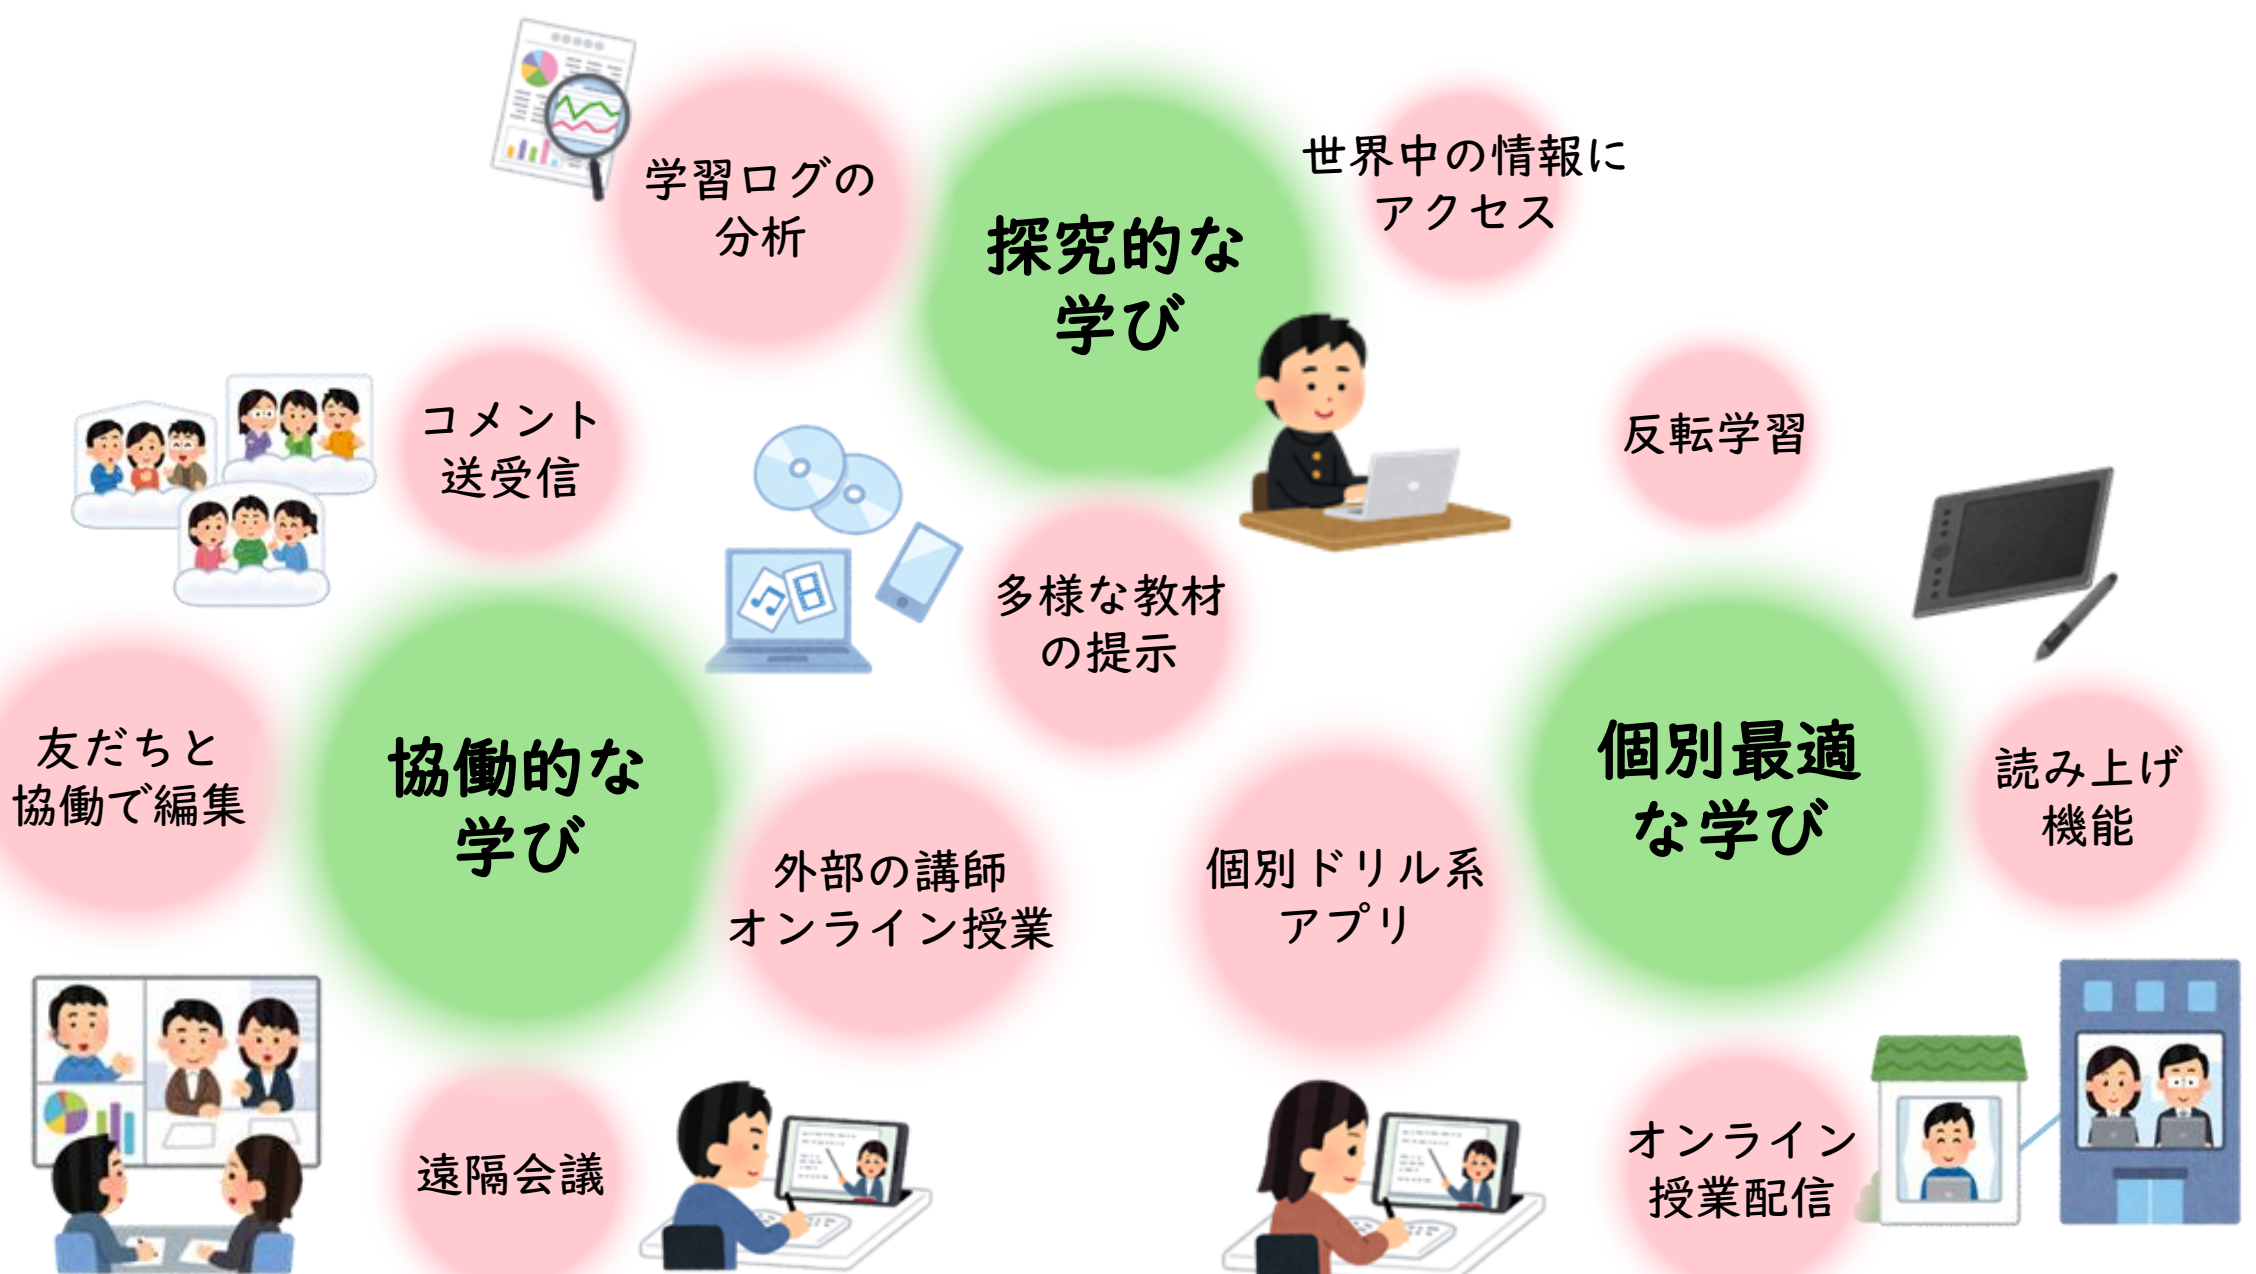 学習ログの
分析
探究的な
学び
世界中の情報に
アクセス
コメント
送受信
反転学習
多様な教材
の提示
友だちと
協働で編集
協働的な
学び
個別最適
な学び
読み上げ
機能
外部の講師
オンライン授業
個別ドリル系
アプリ
遠隔会議
オンライン
授業配信